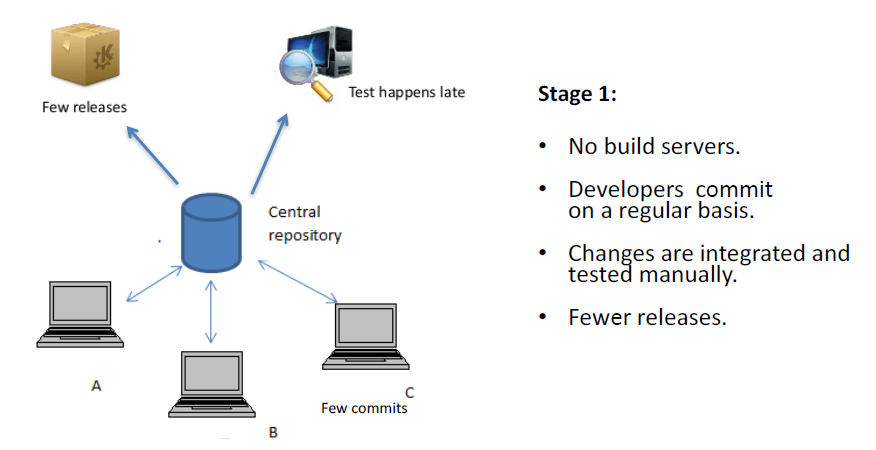 Few releases
Test happens late
Central
repository
A
B
C
Few commits
Stage 1:
• No build servers.
• Developers commit
on a regular basis.
• Changes are integrated and
tested manually.
• Fewer releases.